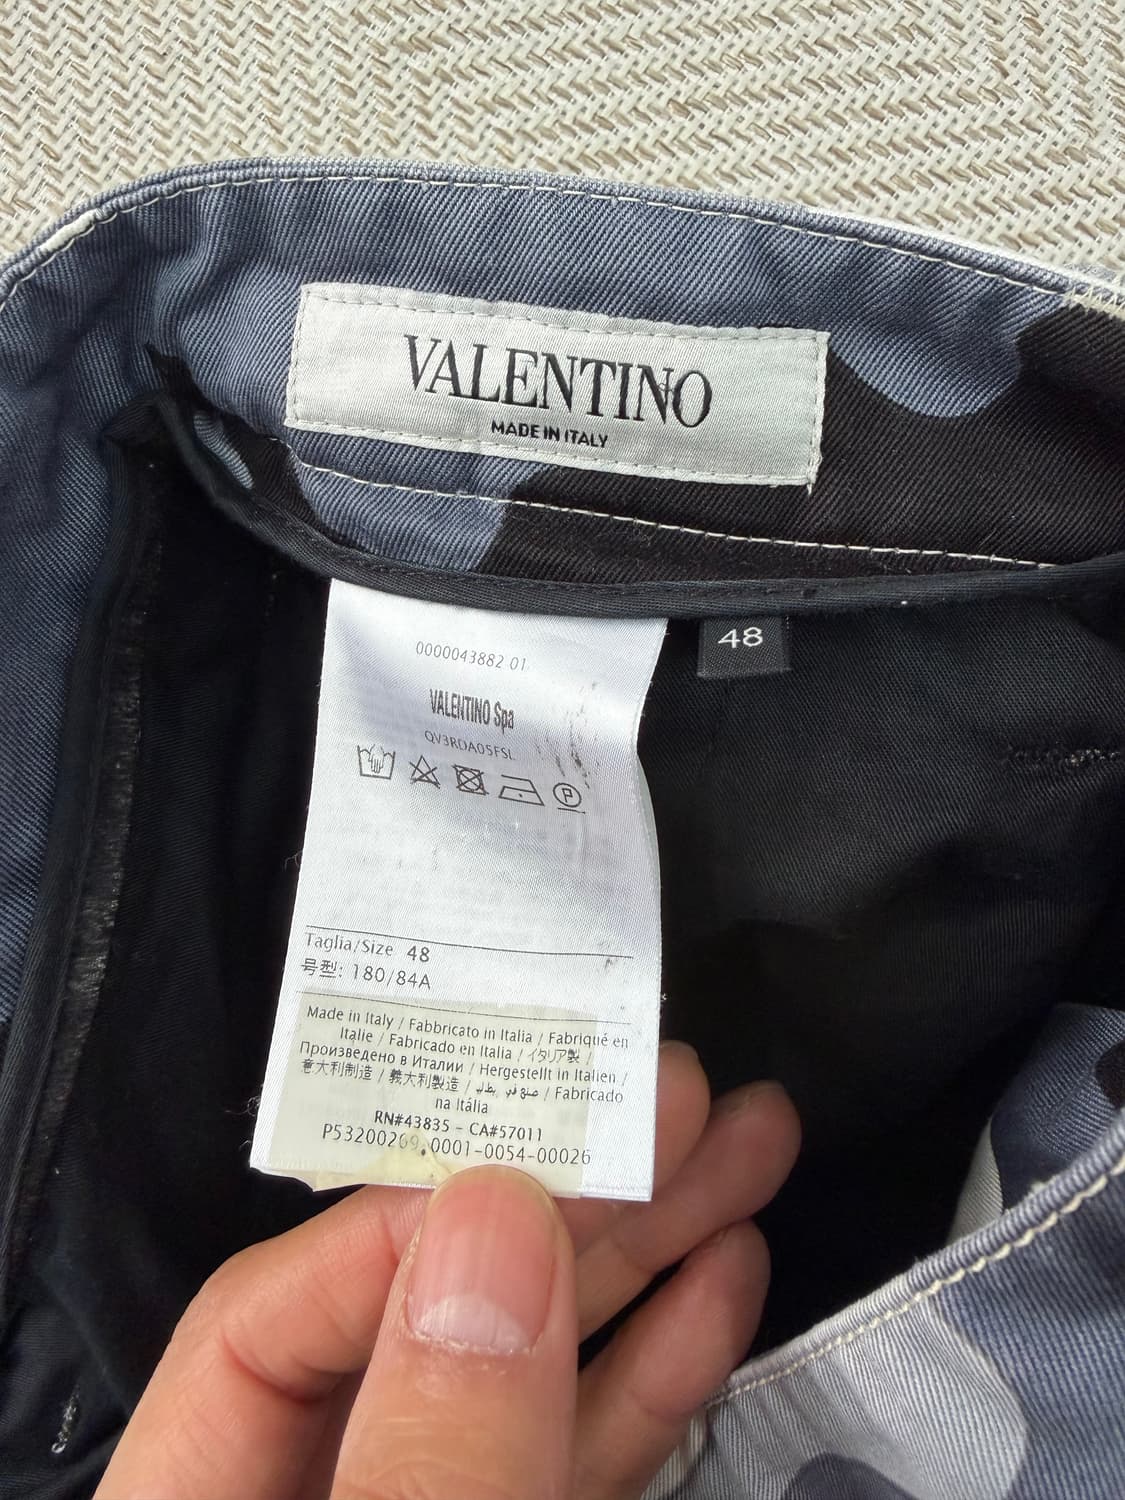 VALENTINO
MADE IN ITALY
48
0000043882 01
VALENTINO Spa
QV3RDA05FSL
P
Taglia/Size 48
号型: 180/84A
Made in Italy / Fabbricato in Italia / Fabriqué en
Italie / Fabricado en Italia / イタリア製 /
Произведено в Италии / Hergestellt in Italien /
意大利制造 / 義大利製造 / صنع في إيطاليا / Fabricado
na Itália
RN#43835 - CA#57011
P53200269-0001-0054-00026